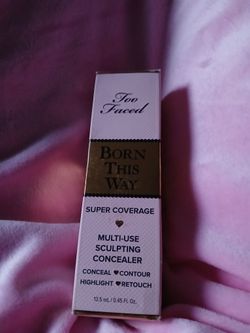 Too
Faced
BORN
THIS
WAY
SUPER COVERAGE
♥
MULTI-USE
SCULPTING
CONCEALER
CONCEAL ♥ CONTOUR
HIGHLIGHT ♥ RETOUCH
13.5 mL / 0.45 FL OZ.